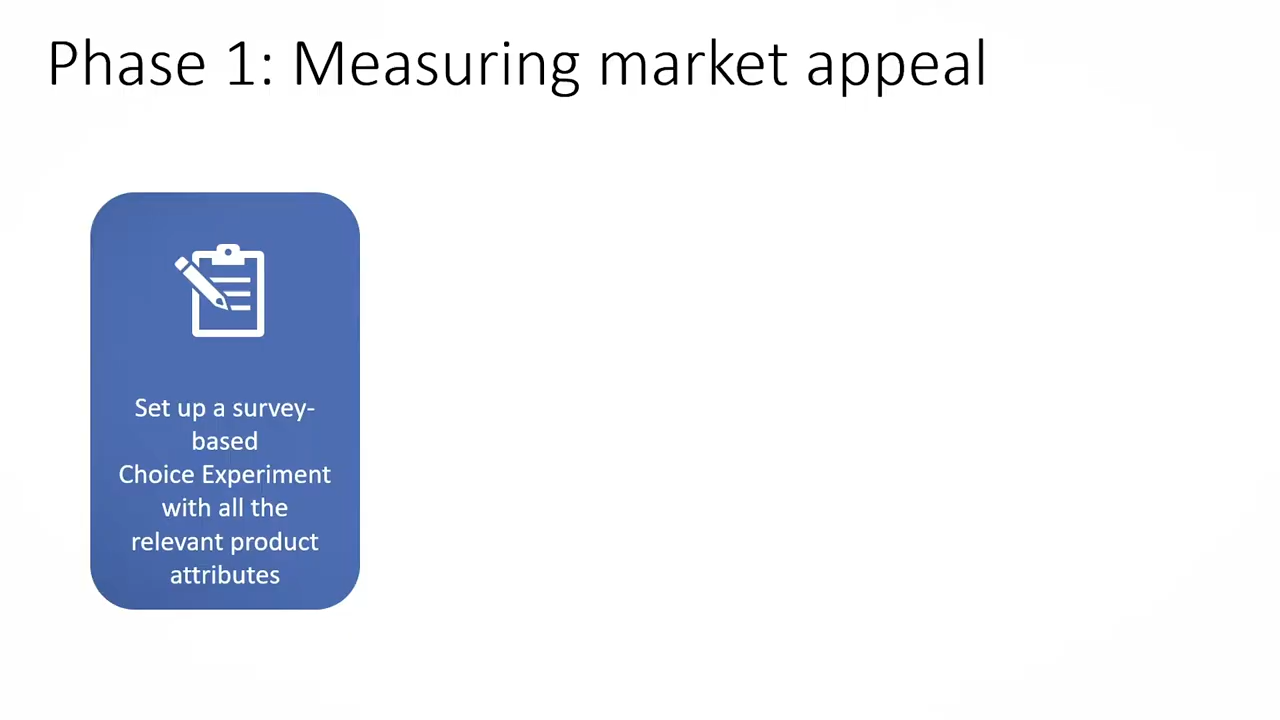 Phase 1: Measuring market appeal
Set up a survey-
based
Choice Experiment
with all the
relevant product
attributes